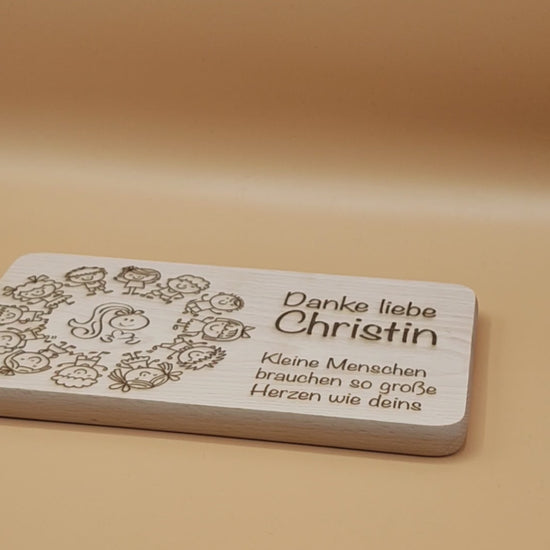 Danke liebe
Christin
Kleine Menschen
brauchen so große
Herzen wie deins